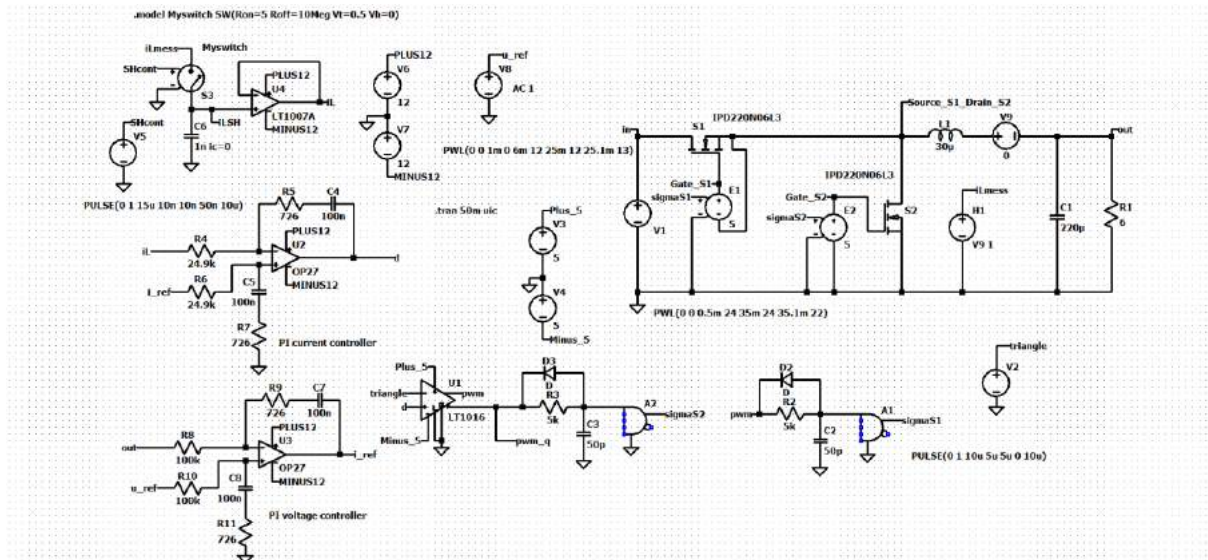 .model Myswitch SW(Ron=5 Roff=10Meg Vt=0.5 Vh=0)
iLmess
Myswitch
SHcont
S3
PLUS12
U4
LT1007A
MINUS12
iL
iLSH
C6
1n ic=0
SHcont
V5
PULSE(0 1 15u 10n 10n 50n 10u)
PLUS12
V6
12
V7
12
MINUS12
u_ref
V8
AC 1
PWL(0 0 1m 0 6m 12 25m 12 25.1m 13)
IPD220N06L3
S1
in
Gate_S1
sigmaS1
E1
5
V1
Source_S1_Drain_S2
L1
30µ
V9
0
out
IPD220N06L3
Gate_S2
sigmaS2
E2
5
S2
iLmess
H1
V9 1
C1
220µ
R1
6
PWL(0 0 0.5m 24 35m 24 35.1m 22)
R5
726
C4
100n
PLUS12
U2
OP27
MINUS12
iL
R4
24.9k
i_ref
R6
24.9k
C5
100n
R7
726
d
PI current controller
.tran 50m uic
Plus_5
V3
5
V4
5
Minus_5
R9
726
C7
100n
PLUS12
U3
OP27
MINUS12
out
R8
100k
u_ref
R10
100k
C8
100n
R11
726
i_ref
PI voltage controller
Plus_5
U1
triangle
d
pwm
LT1016
Minus_5
pwm_q
D3
D
R3
5k
C3
50p
A2
sigmaS2
D2
D
pwm
R2
5k
C2
50p
A1
sigmaS1
triangle
V2
PULSE(0 1 10u 5u 5u 0 10u)